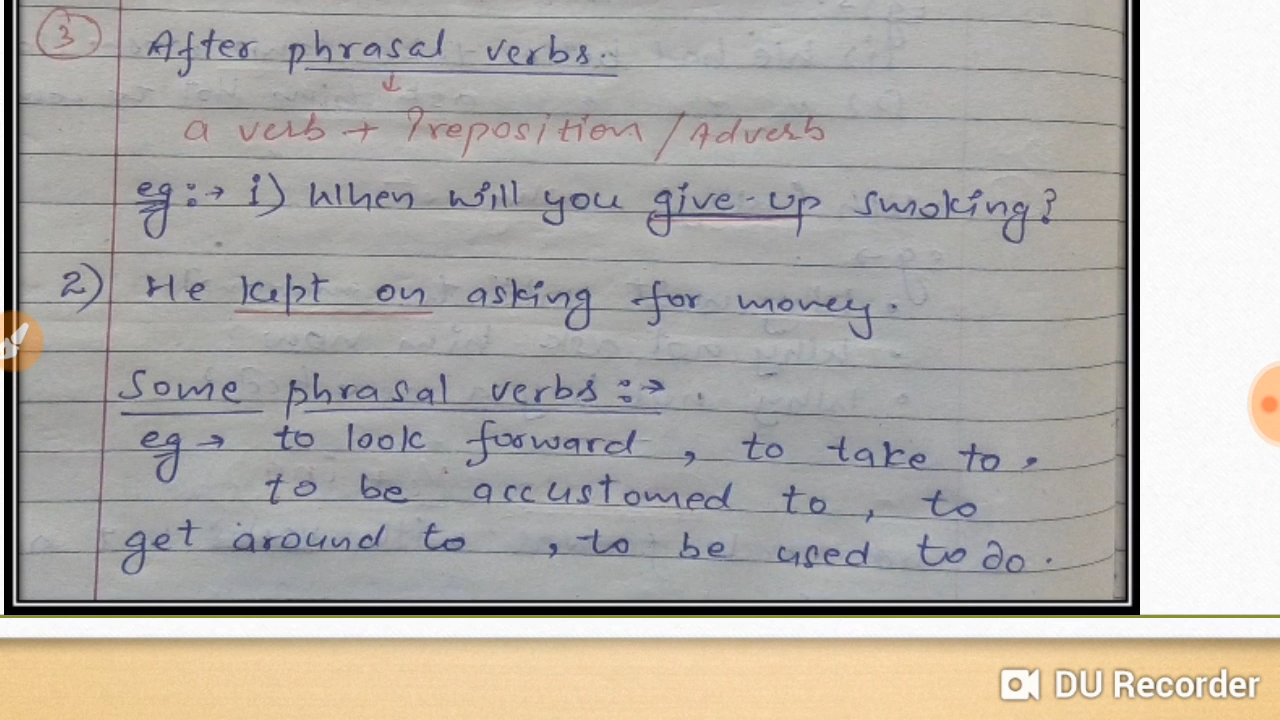 3 After phrasal verbs.
↓
a verb + Preposition / Adverb
eg:→ i) When will you give-up smoking?
2) He kept on asking for money.
Some phrasal verbs:→
eg → to look forward, to take to,
to be accustomed to, to
get around to , to be used to do.
DU Recorder